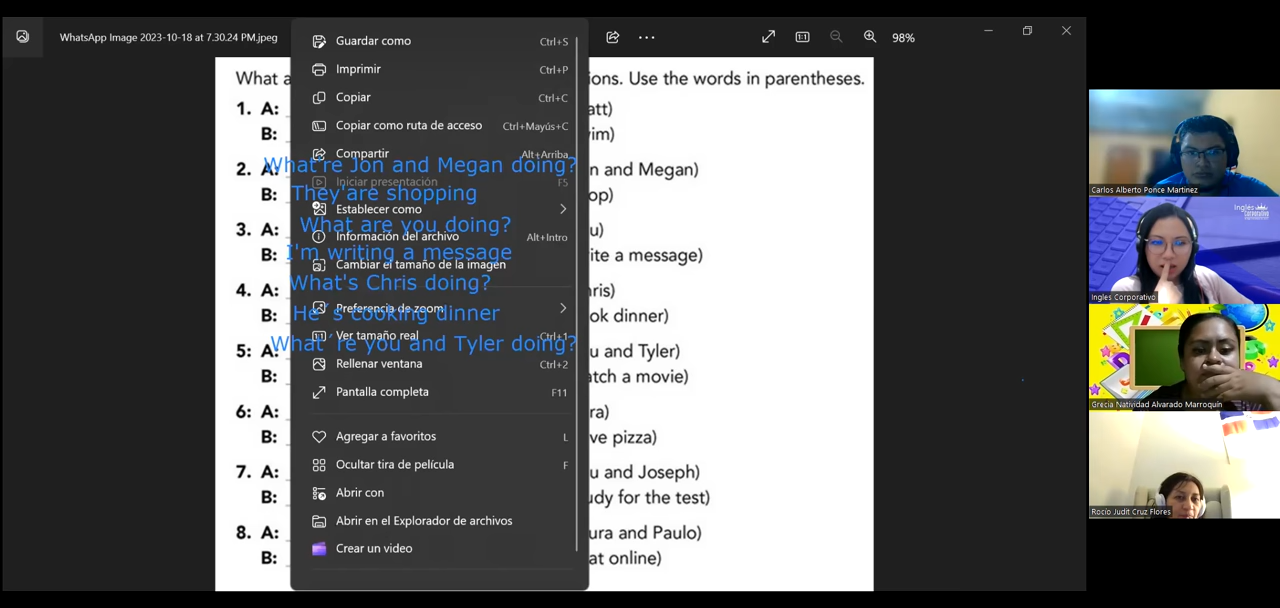 WhatsApp Image 2023-10-18 at 7.30.24 PM.jpeg
98%
What a
ions. Use the words in parentheses.
Guardar como Ctrl+S
Imprimir Ctrl+P
Copiar Ctrl+C
Copiar como ruta de acceso Ctrl+Mayús+C
Compartir Alt+Arriba
Iniciar presentación F5
Establecer como
Información del archivo Alt+Intro
Cambiar el tamaño de la imagen
Preferencia de zoom
Ver tamaño real Ctrl+1
Rellenar ventana Ctrl+2
Pantalla completa F11
Agregar a favoritos L
Ocultar tira de película F
Abrir con
Abrir en el Explorador de archivos
Crear un video
What're Jon and Megan doing?
They'are shopping
What are you doing?
I'm writing a message
What's Chris doing?
He´s cooking dinner
What´re you and Tyler doing?
1. A: att)
B: vim)
2. A: n and Megan)
B: op)
3. A: u)
B: ite a message)
4. A: hris)
B: ok dinner)
5: A: u and Tyler)
B: atch a movie)
6: A: ra)
B: ve pizza)
7. A: u and Joseph)
B: udy for the test)
8. A: ura and Paulo)
B: at online)
Carlos Alberto Ponce Martinez
Inglés Corporativo
Ingles Corporativo
Grecia Natividad Alvarado Marroquín
Rocío Judit Cruz Flores